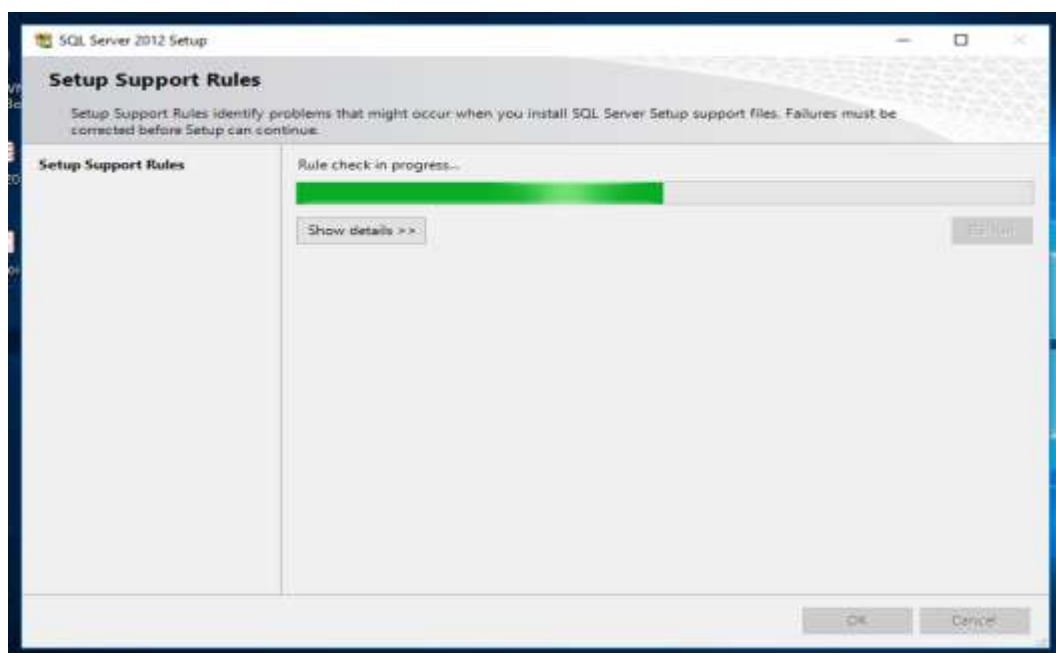 SQL Server 2012 Setup
Setup Support Rules
Setup Support Rules identify problems that might occur when you install SQL Server Setup support files. Failures must be
corrected before Setup can continue.
Setup Support Rules
Rule check in progress...
Show details >>
OK
Cancel